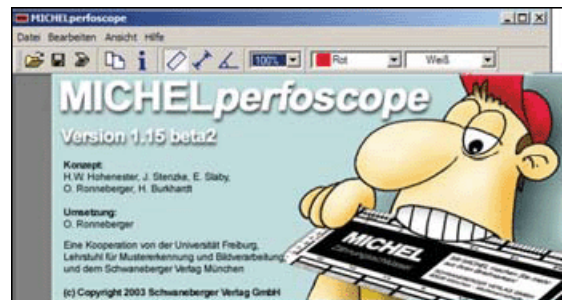 MICHELperfoscope
Datei Bearbeiten Ansicht Hilfe
100% Rot Weiß
MICHELperfoscope
Version 1.15 beta2
Konzept:
H.W. Hohenester, J. Stenzke, E. Slaby,
O. Ronneberger, H. Burkhardt
Umsetzung:
O. Ronneberger
Eine Kooperation von der Universität Freiburg,
Lehrstuhl für Mustererkennung und Bildverarbeitung
und dem Schwaneberger Verlag München
(c) Copyright 2003 Schwaneberger Verlag GmbH
MICHEL